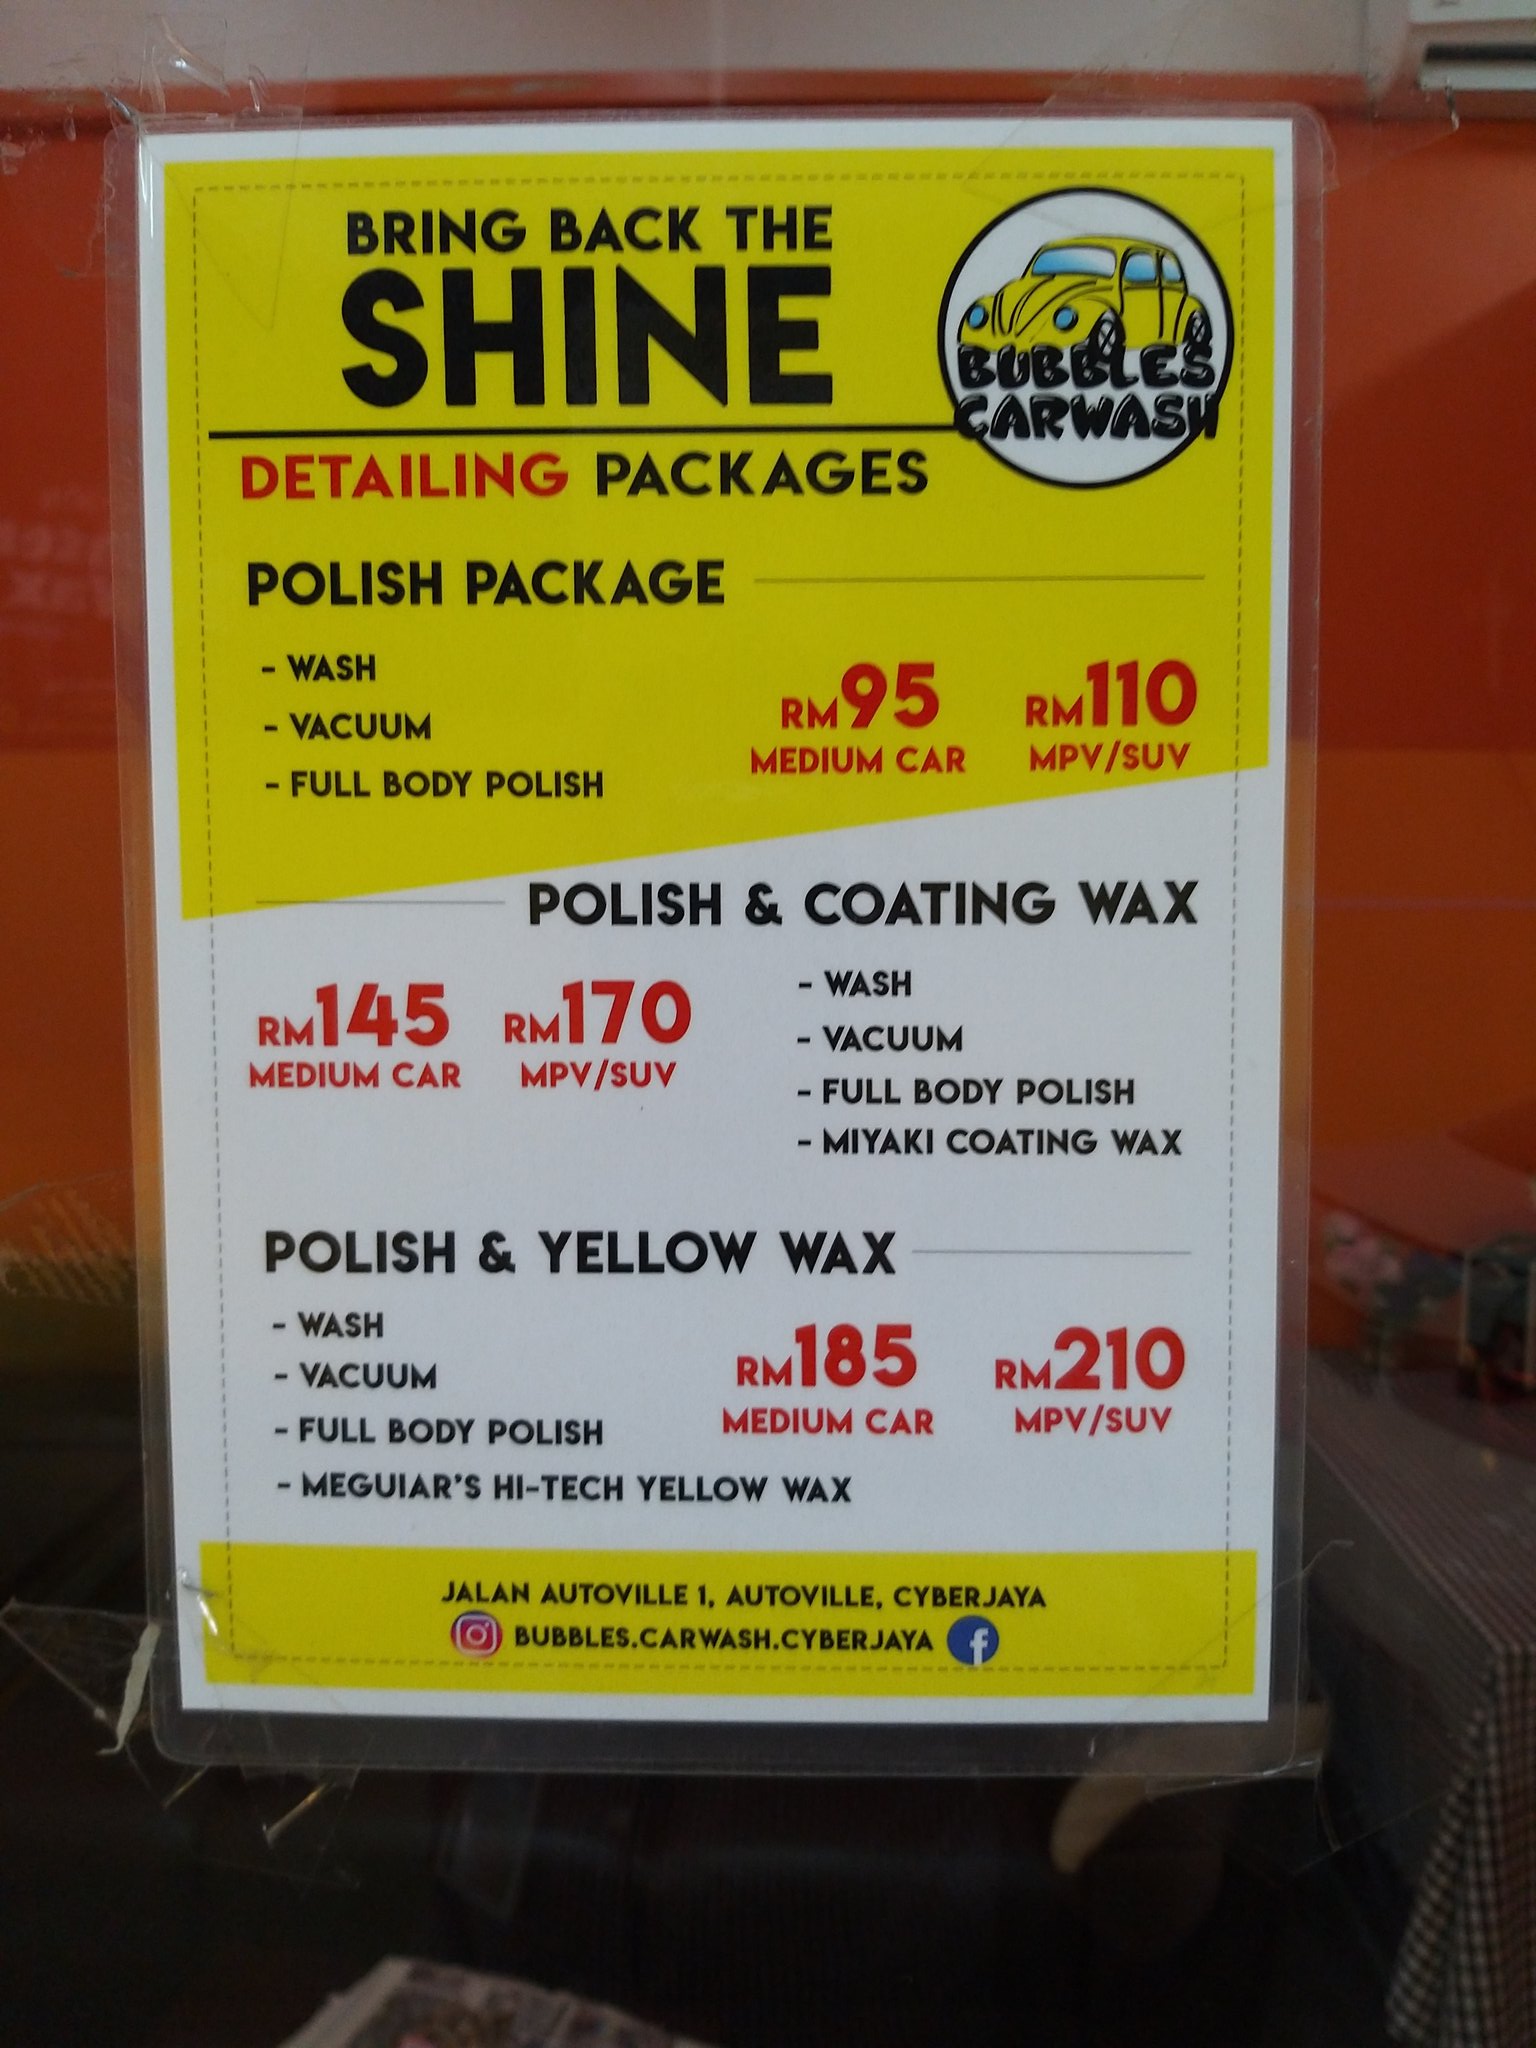 BRING BACK THE
SHINE
BUBBLES
CARWASH
DETAILING PACKAGES
POLISH PACKAGE
- WASH
- VACUUM
- FULL BODY POLISH
RM95 RM110
MEDIUM CAR MPV/SUV
POLISH & COATING WAX
RM145 RM170
MEDIUM CAR MPV/SUV
- WASH
- VACUUM
- FULL BODY POLISH
- MIYAKI COATING WAX
POLISH & YELLOW WAX
- WASH
- VACUUM
- FULL BODY POLISH
- MEGUIAR'S HI-TECH YELLOW WAX
RM185 RM210
MEDIUM CAR MPV/SUV
JALAN AUTOVILLE 1, AUTOVILLE, CYBERJAYA
BUBBLES.CARWASH.CYBERJAYA